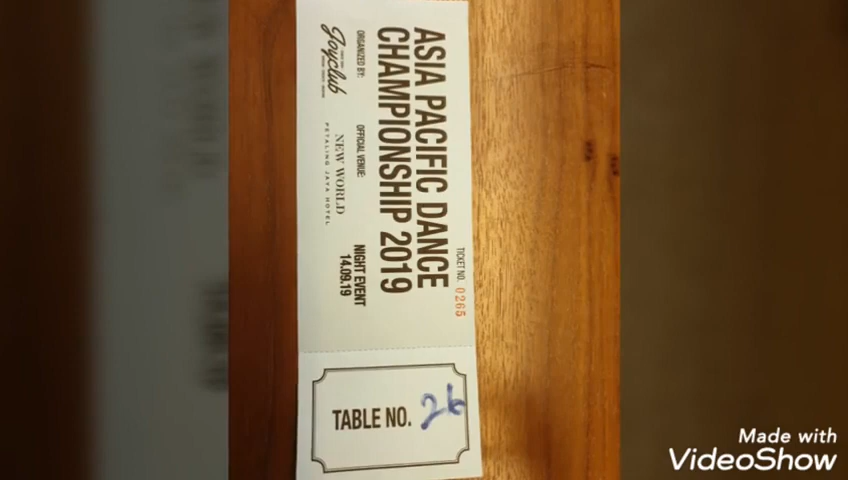 ASIA PACIFIC DANCE
CHAMPIONSHIP 2019
ORGANIZED BY:
Joyclub
OFFICIAL VENUE:
NEW WORLD
PETALING JAYA HOTEL
NIGHT EVENT
14.09.19
TICKET NO. 0265
TABLE NO. 26
Made with
VideoShow